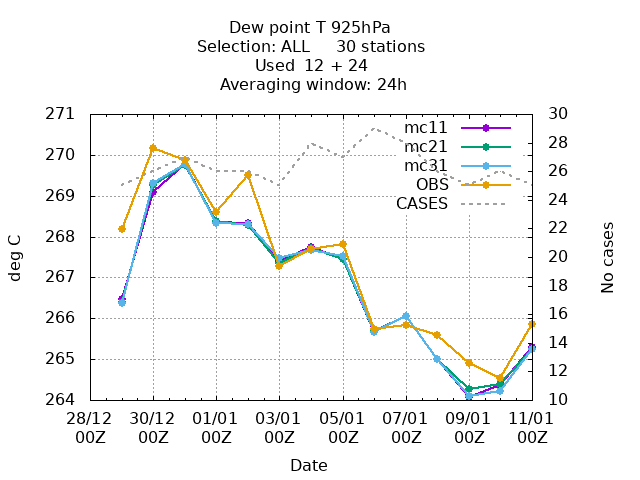 Dew point T 925hPa
Selection: ALL     30 stations
Used  12 + 24
Averaging window: 24h
271
270
269
268
267
266
265
264
deg C
30
28
26
24
22
20
18
16
14
12
10
No cases
mc11
mc21
mc31
OBS
CASES
28/12 30/12 01/01 03/01 05/01 07/01 09/01 11/01
00Z 00Z 00Z 00Z 00Z 00Z 00Z 00Z
Date